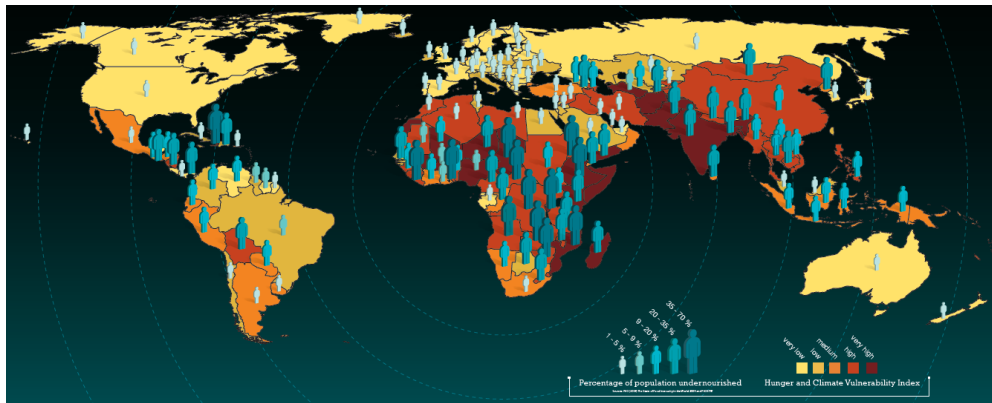 1 - 5 %
5 - 9 %
9 - 20 %
20 - 35 %
35 - 70 %
very low
low
medium
high
very high
Percentage of population undernourished
Hunger and Climate Vulnerability Index